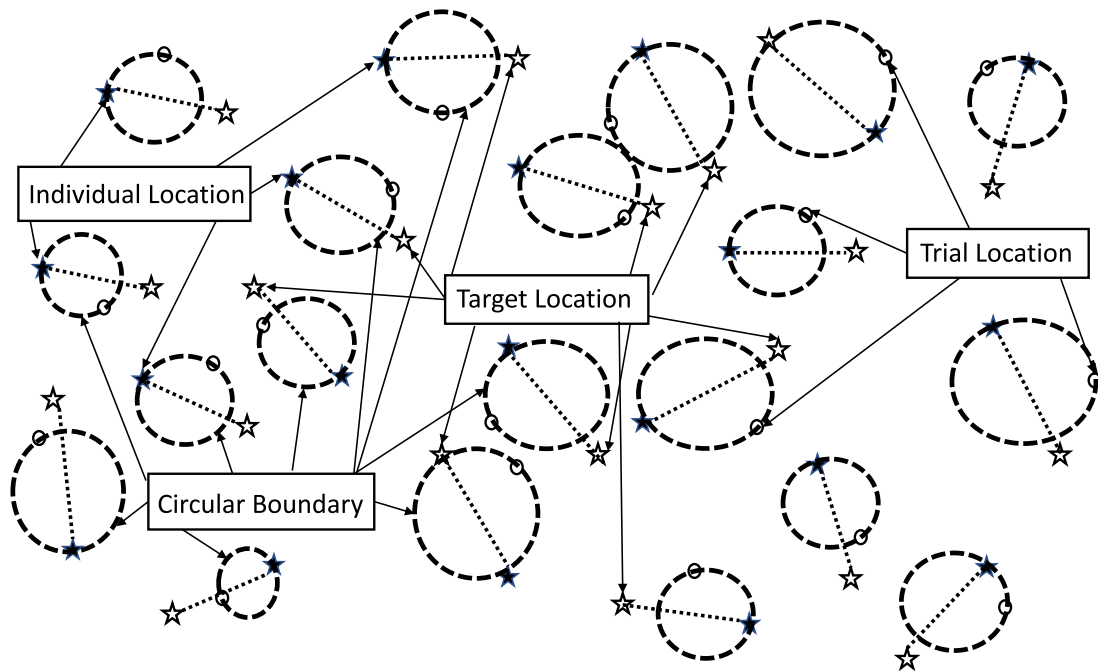 Individual Location
Trial Location
Target Location
Circular Boundary